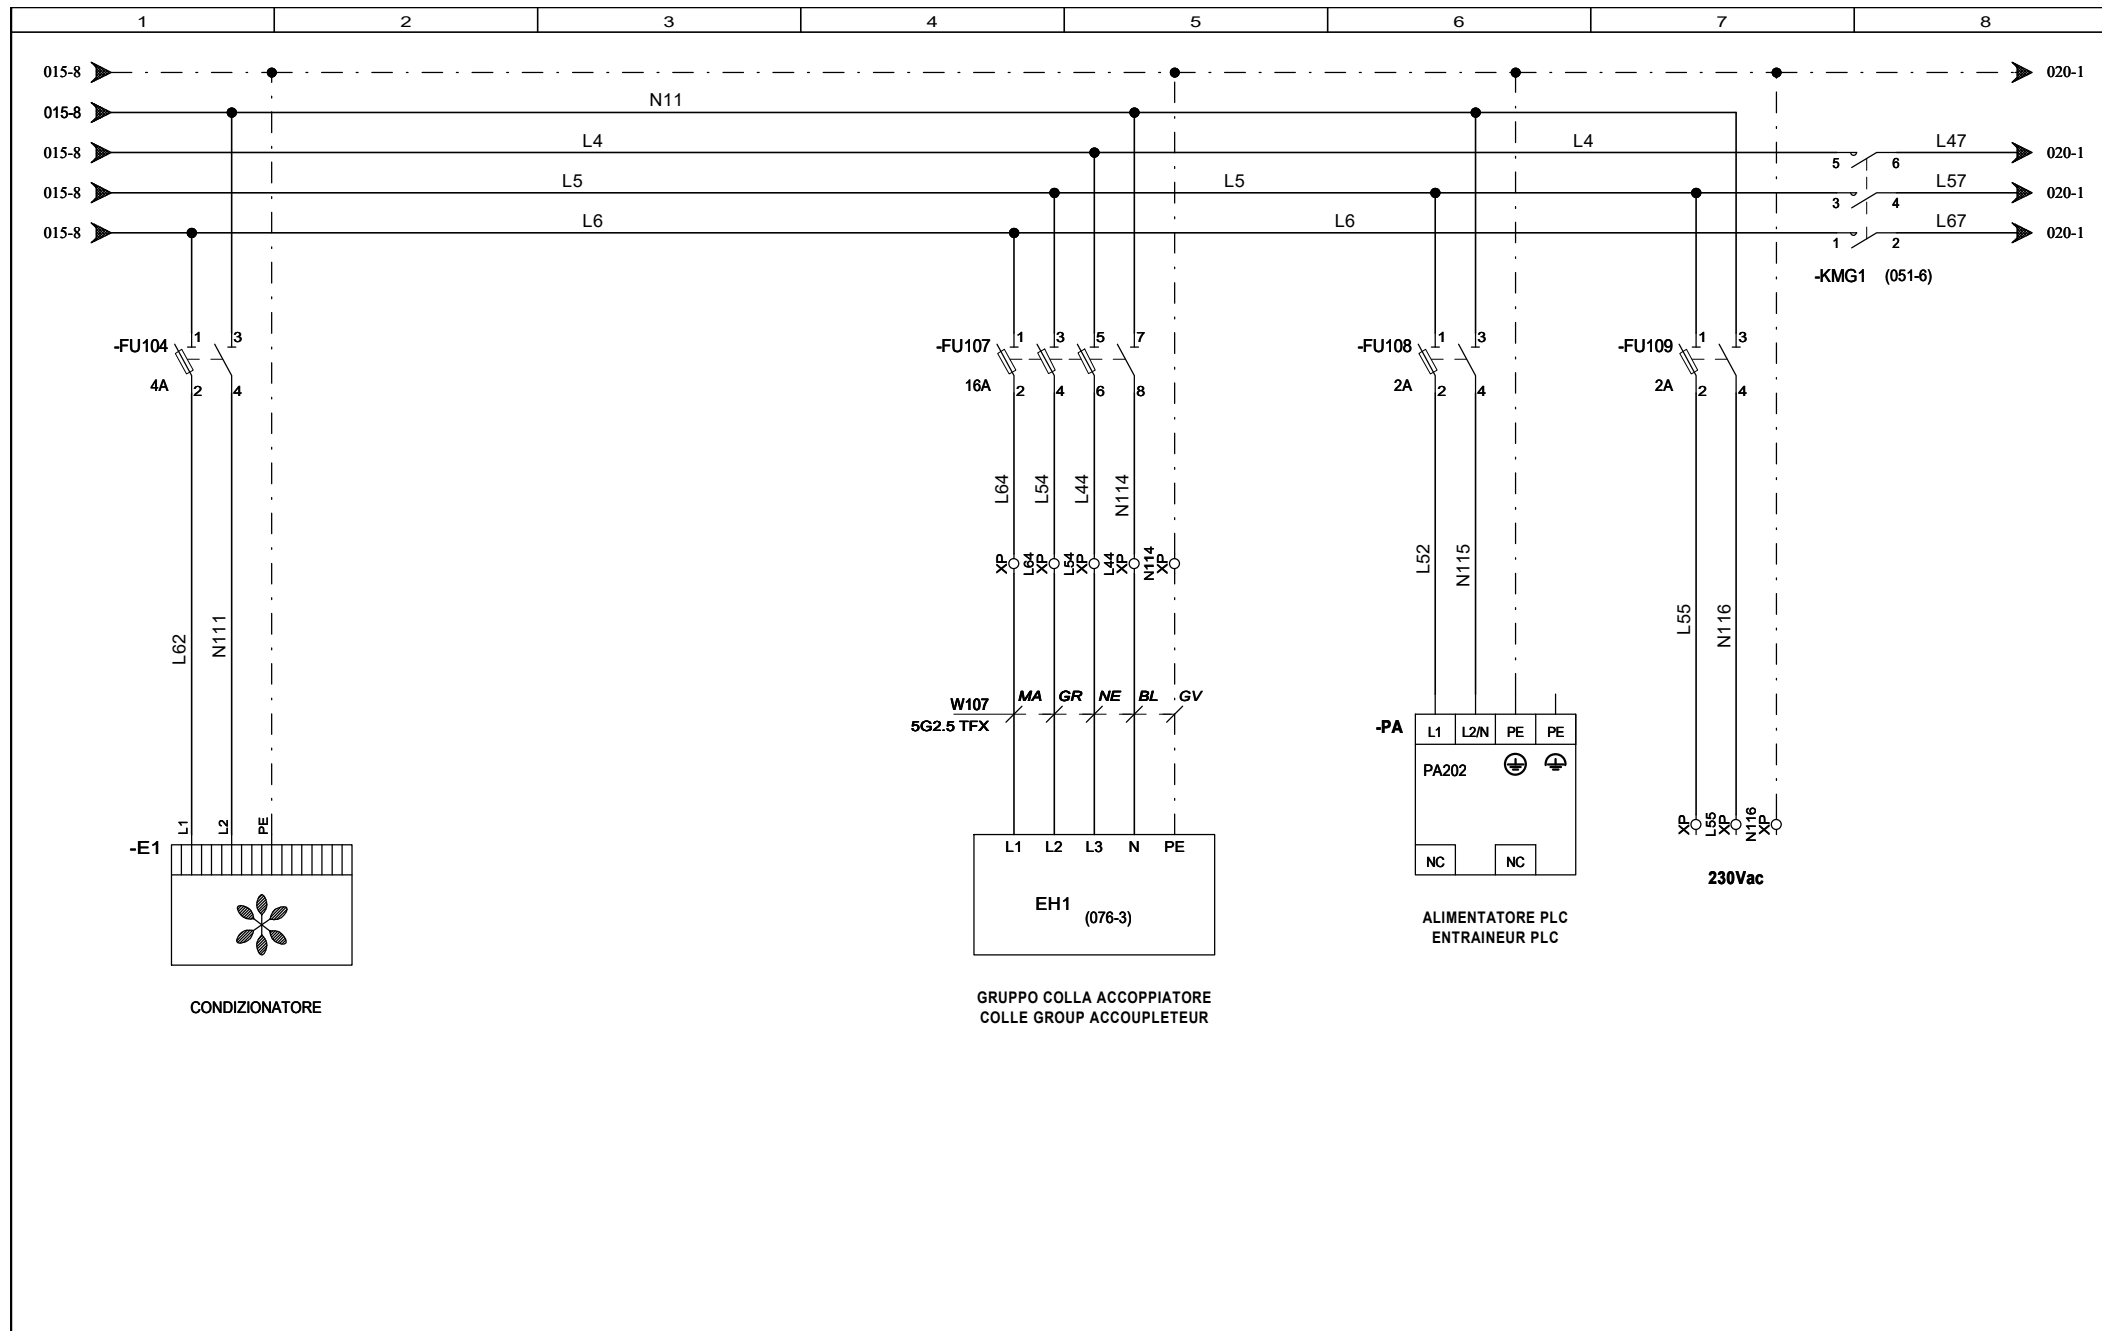 1 2 3 4 5 6 7 8
015-8 020-1
015-8 N11
015-8 L4 L4 5 6 L47 020-1
015-8 L5 L5 3 4 L57 020-1
015-8 L6 L6 1 2 L67 020-1
-KMG1 (051-6)
-FU104 1 3
4A 2 4
-FU107 1 3 5 7
16A 2 4 6 8
-FU108 1 3
2A 2 4
-FU109 1 3
2A 2 4
L62 N111
L64 L54 L44 N114
XP L64 XP L54 XP L44 XP N114 XP
L52 N115
L55 N116
W107 MA GR NE BL GV
5G2.5 TFX
-PA L1 L2/N PE PE
PA202
NC NC
XP L55 XP N116 XP
230Vac
L1 L2 PE
-E1
L1 L2 L3 N PE
EH1 (076-3)
ALIMENTATORE PLC
ENTRAINEUR PLC
CONDIZIONATORE
GRUPPO COLLA ACCOPPIATORE
COLLE GROUP ACCOUPLETEUR